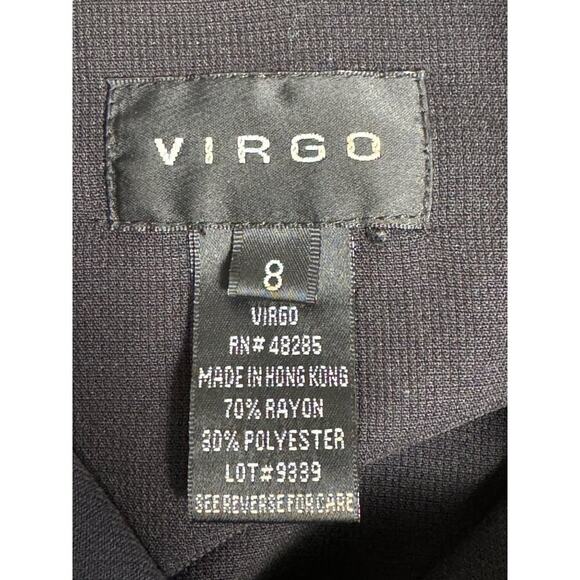 VIRGO
8
VIRGO
RN# 48285
MADE IN HONG KONG
70% RAYON
30% POLYESTER
LOT#9339
SEE REVERSE FOR CARE